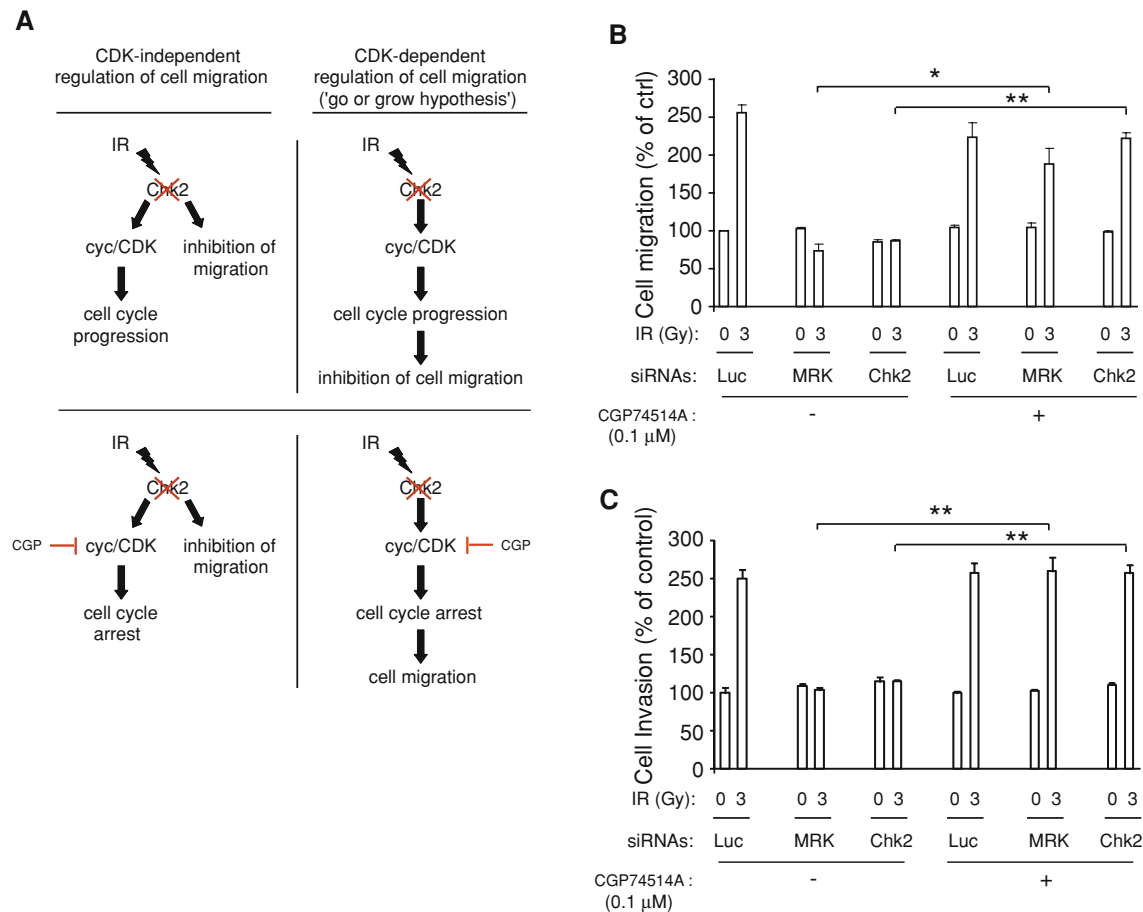 A
CDK-independent
regulation of cell migration
CDK-dependent
regulation of cell migration
('go or grow hypothesis')
IR
Chk2
cyc/CDK
inhibition of
migration
cell cycle
progression
IR
Chk2
cyc/CDK
cell cycle progression
inhibition of cell migration
IR
Chk2
CGP
cyc/CDK
inhibition of
migration
cell cycle
arrest
IR
Chk2
cyc/CDK
CGP
cell cycle arrest
cell migration
B
Cell migration (% of ctrl)
300
250
200
150
100
50
0
*
**
IR (Gy): 0 3 0 3 0 3 0 3 0 3 0 3
siRNAs: Luc MRK Chk2 Luc MRK Chk2
CGP74514A : - +
(0.1 µM)
C
Cell Invasion (% of control)
300
250
200
150
100
50
0
**
**
IR (Gy): 0 3 0 3 0 3 0 3 0 3 0 3
siRNAs: Luc MRK Chk2 Luc MRK Chk2
CGP74514A : - +
(0.1 µM)